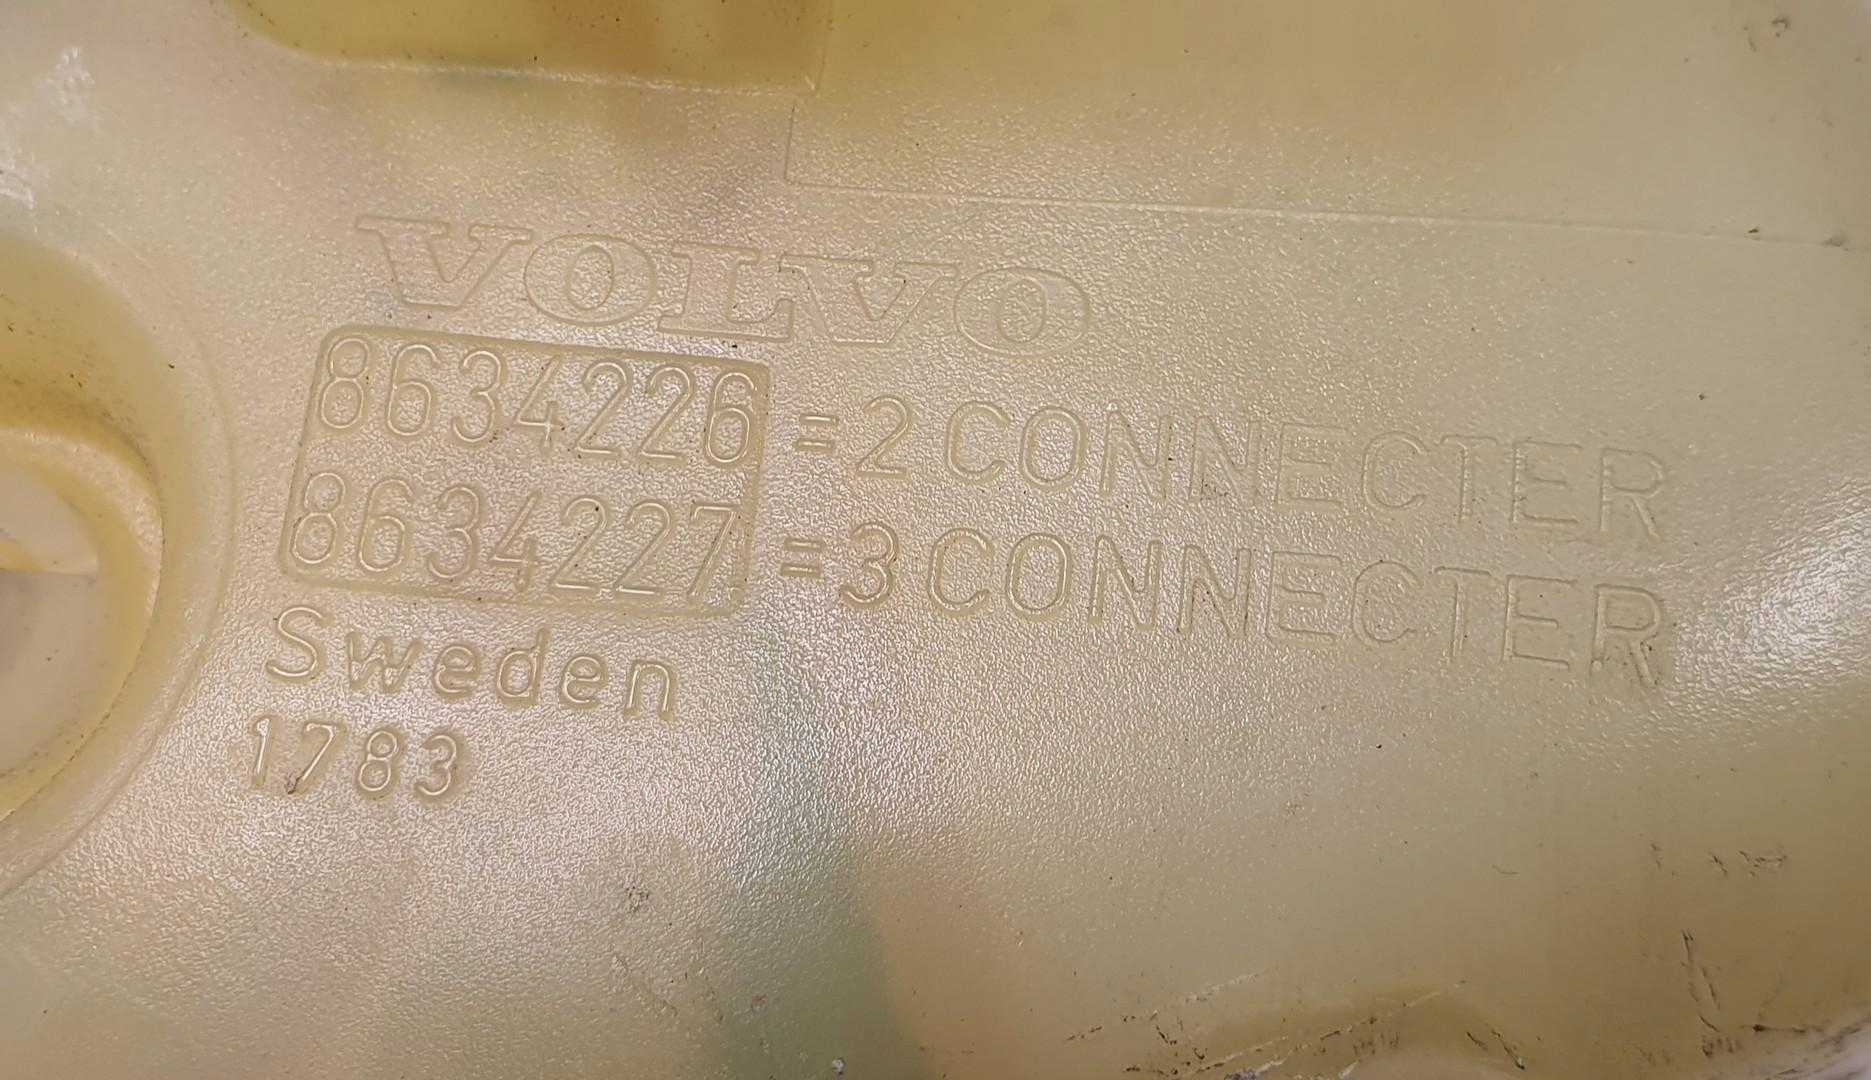 VOLVO
8634226 = 2 CONNECTER
8634227 = 3 CONNECTER
Sweden
1783